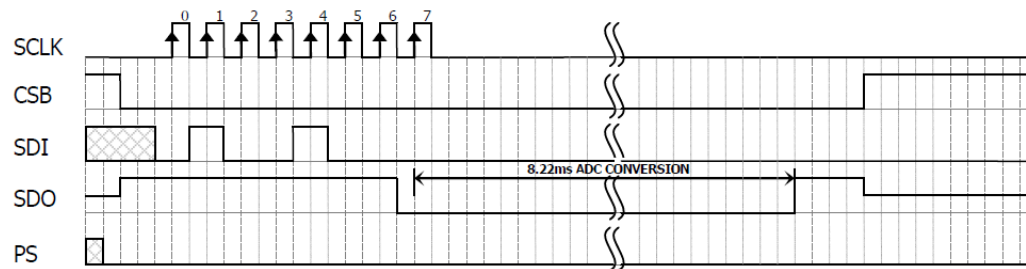 0 1 2 3 4 5 6 7
SCLK
CSB
SDI
8.22ms ADC CONVERSION
SDO
PS